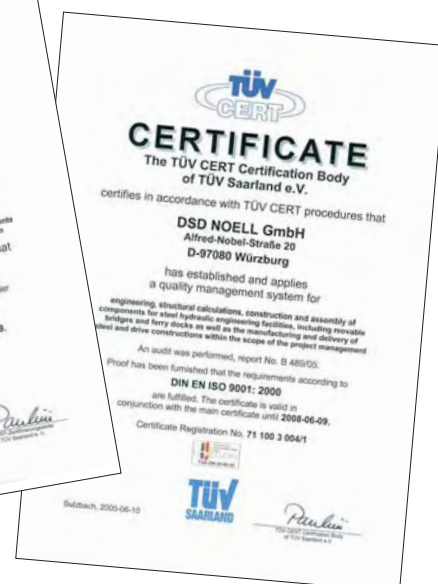 TÜV
CERT
CERTIFICATE
The TÜV CERT Certification Body
of TÜV Saarland e.V.
certifies in accordance with TÜV CERT procedures that
DSD NOELL GmbH
Alfred-Nobel-Straße 20
D-97080 Würzburg
has established and applies
a quality management system for
engineering, structural calculations, construction and assembly of
components for steel hydraulic engineering facilities, including movable
bridges and ferry docks as well as the manufacturing and delivery of
steel and drive constructions within the scope of the project management
An audit was performed, report No. B 489/05.
Proof has been furnished that the requirements according to
DIN EN ISO 9001: 2000
are fulfilled. The certificate is valid in
conjunction with the main certificate until 2008-06-09.
Certificate Registration No. 71 100 3 004/1
TÜV
SAARLAND
Sulzbach, 2005-06-10
TÜV CERT Certification Body
of TÜV Saarland e.V.